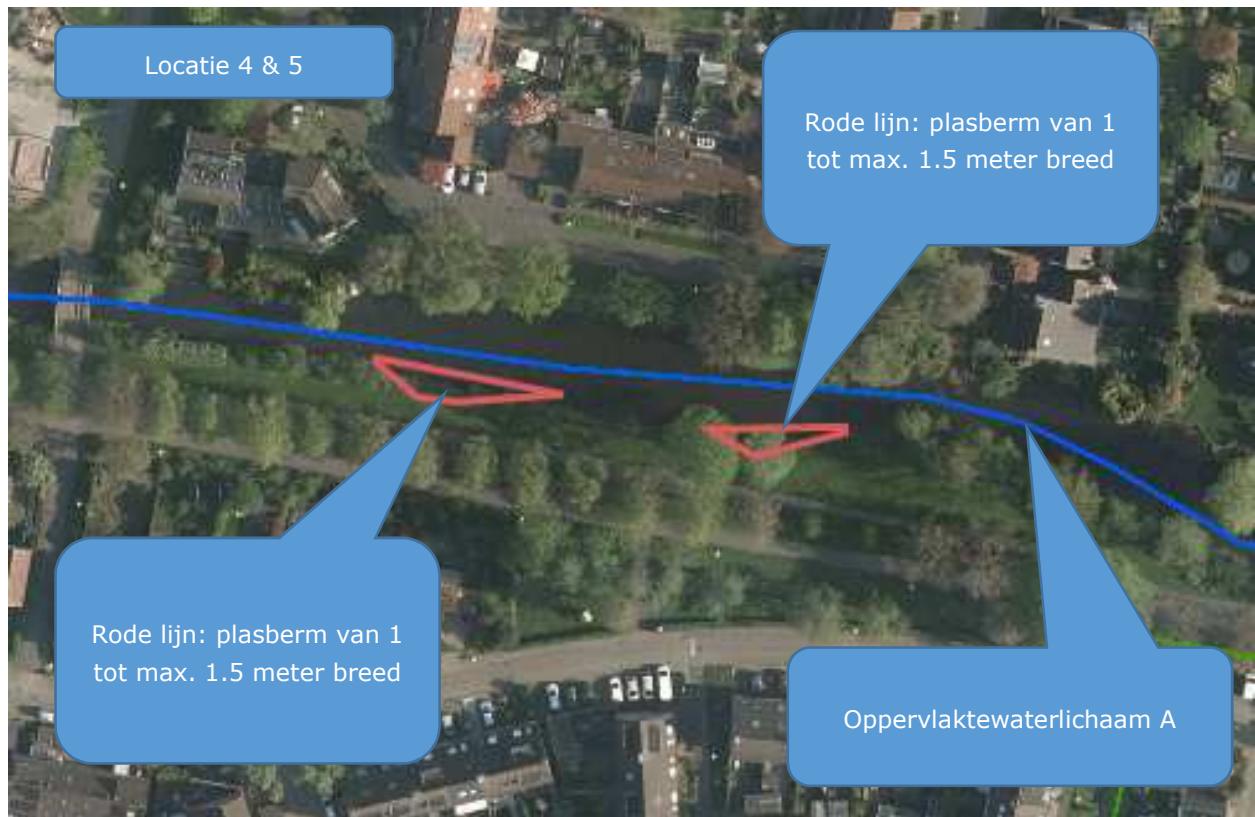 Locatie 4 & 5
Rode lijn: plasberm van 1
tot max. 1.5 meter breed
Rode lijn: plasberm van 1
tot max. 1.5 meter breed
Oppervlaktewaterlichaam A